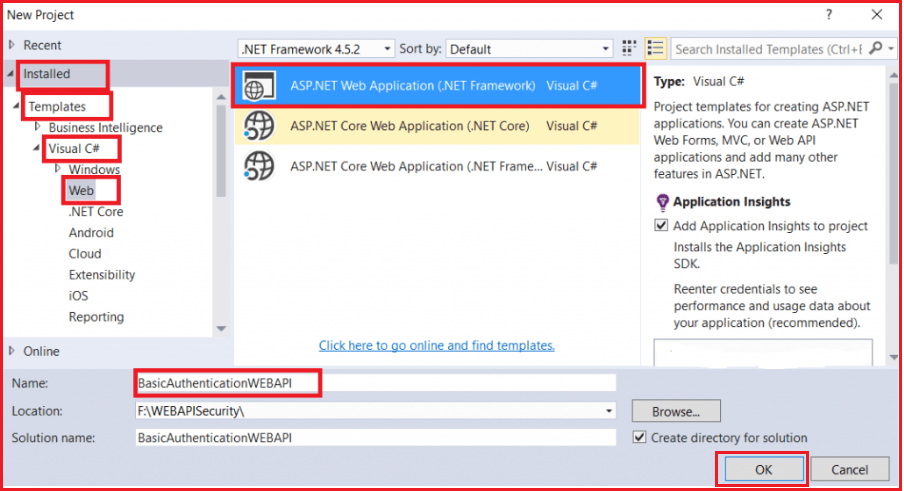 New Project
?
Recent
.NET Framework 4.5.2
Sort by: Default
Search Installed Templates (Ctrl+E
Installed
Templates
Business Intelligence
Visual C#
Windows
Web
.NET Core
Android
Cloud
Extensibility
iOS
Reporting
Online
ASP.NET Web Application (.NET Framework) Visual C#
ASP.NET Core Web Application (.NET Core) Visual C#
ASP.NET Core Web Application (.NET Frame... Visual C#
Click here to go online and find templates.
Type: Visual C#
Project templates for creating ASP.NET
applications. You can create ASP.NET
Web Forms, MVC, or Web API
applications and add many other
features in ASP.NET.
Application Insights
Add Application Insights to project
Installs the Application Insights
SDK.
Reenter credentials to see
performance and usage data about
your application (recommended).
Name: BasicAuthenticationWEBAPI
Location: F:\WEBAPISecurity\
Browse...
Solution name: BasicAuthenticationWEBAPI
Create directory for solution
OK
Cancel